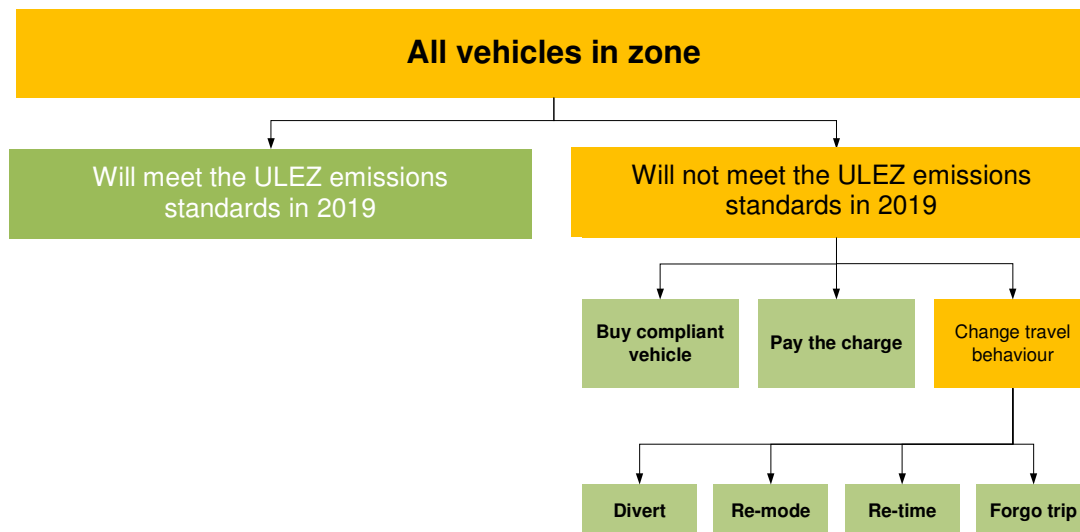 All vehicles in zone
Will meet the ULEZ emissions
standards in 2019
Will not meet the ULEZ emissions
standards in 2019
Buy compliant
vehicle
Pay the charge
Change travel
behaviour
Divert
Re-mode
Re-time
Forgo trip